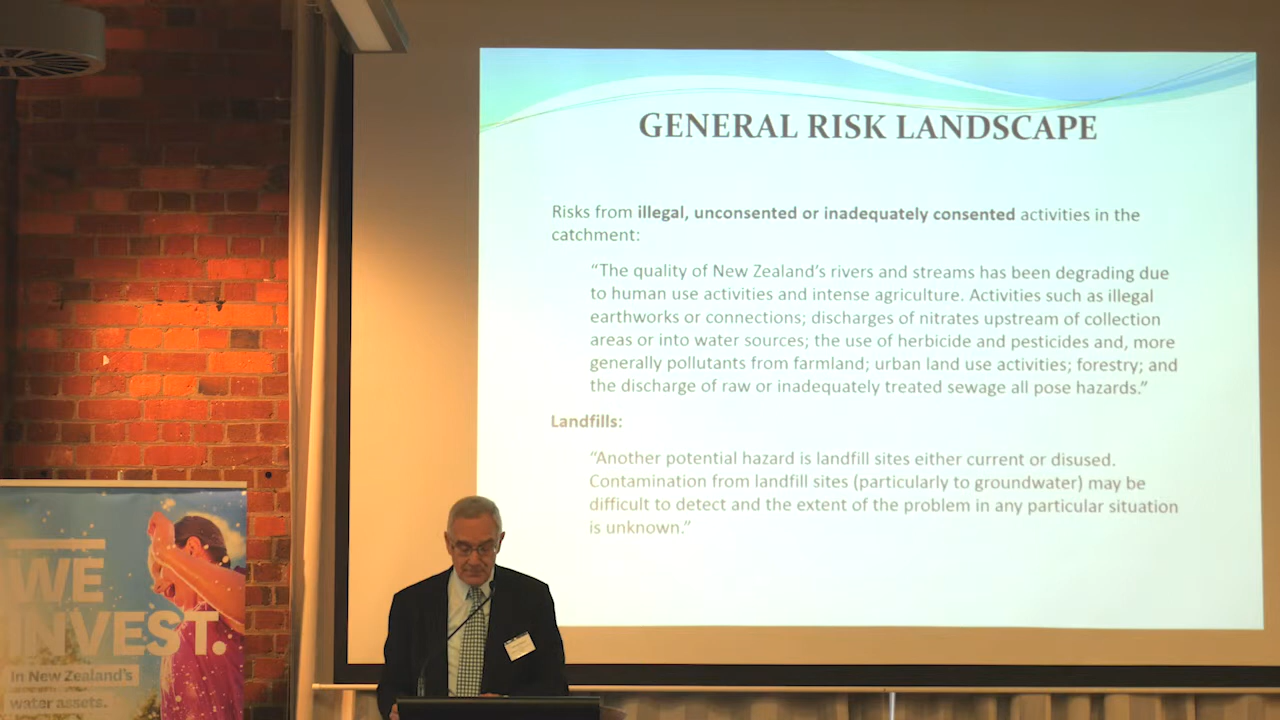 GENERAL RISK LANDSCAPE
Risks from illegal, unconsented or inadequately consented activities in the
catchment:
“The quality of New Zealand’s rivers and streams has been degrading due
to human use activities and intense agriculture. Activities such as illegal
earthworks or connections; discharges of nitrates upstream of collection
areas or into water sources; the use of herbicide and pesticides and, more
generally pollutants from farmland; urban land use activities; forestry; and
the discharge of raw or inadequately treated sewage all pose hazards.”
Landfills:
“Another potential hazard is landfill sites either current or disused.
Contamination from landfill sites (particularly to groundwater) may be
difficult to detect and the extent of the problem in any particular situation
is unknown.”
WE
INVEST.
In New Zealand's
water assets.